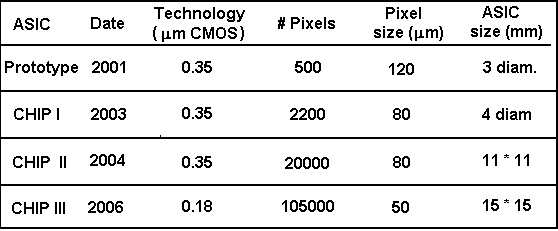 ASIC Date Technology (μm CMOS) # Pixels Pixel size (μm) ASIC size (mm)
Prototype 2001 0.35 500 120 3 diam.
CHIP I 2003 0.35 2200 80 4 diam
CHIP II 2004 0.35 20000 80 11 * 11
CHIP III 2006 0.18 105000 50 15 * 15